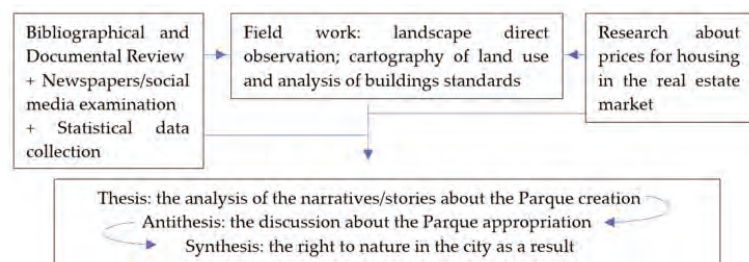 Bibliographical and
Documental Review
+ Newspapers/social
media examination
+ Statistical data
collection
Field work: landscape direct
observation; cartography of land use
and analysis of buildings standards
Research about
prices for housing
in the real estate
market
Thesis: the analysis of the narratives/stories about the Parque creation
Antithesis: the discussion about the Parque appropriation
Synthesis: the right to nature in the city as a result